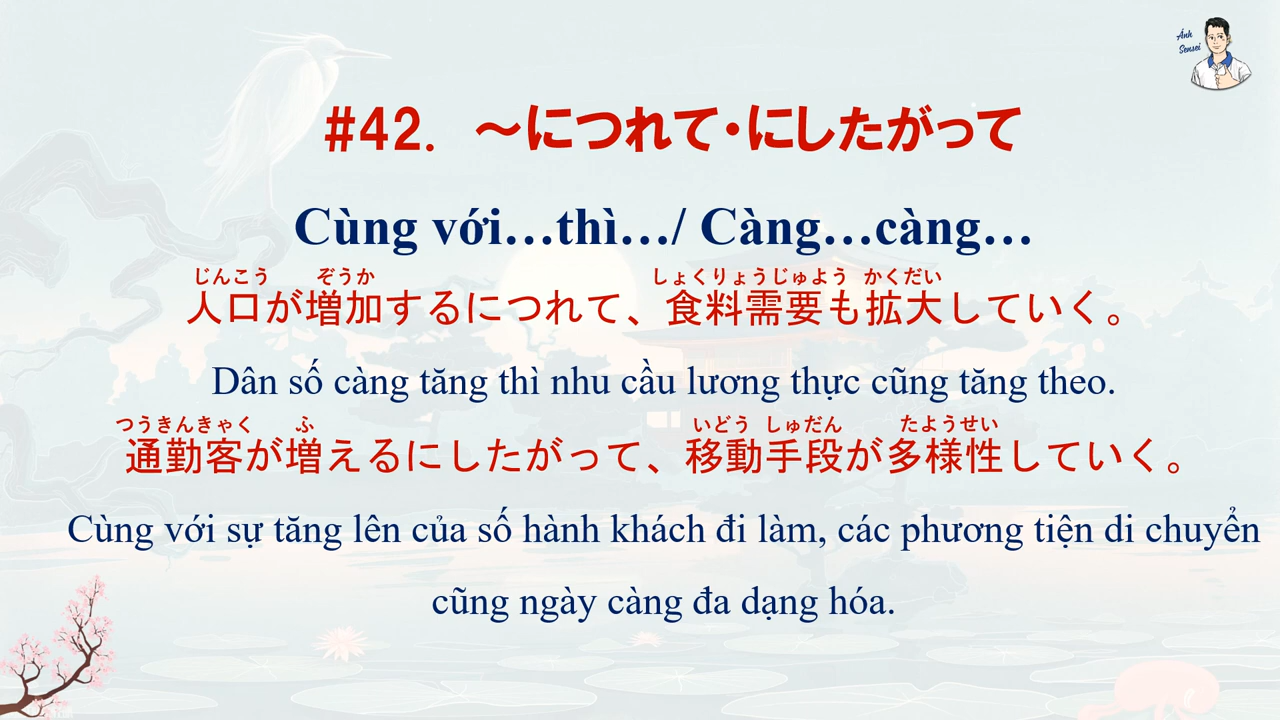 Ánh
Sensei
#42. ～につれて・にしたがって
Cùng với…thì…/ Càng…càng…
じんこう ぞうか しょくりょうじゅよう かくだい
人口が増加するにつれて、食料需要も拡大していく。
Dân số càng tăng thì nhu cầu lương thực cũng tăng theo.
つうきんきゃく ふ いどう しゅだん たようせい
通勤客が増えるにしたがって、移動手段が多様性していく。
Cùng với sự tăng lên của số hành khách đi làm, các phương tiện di chuyển
cũng ngày càng đa dạng hóa.